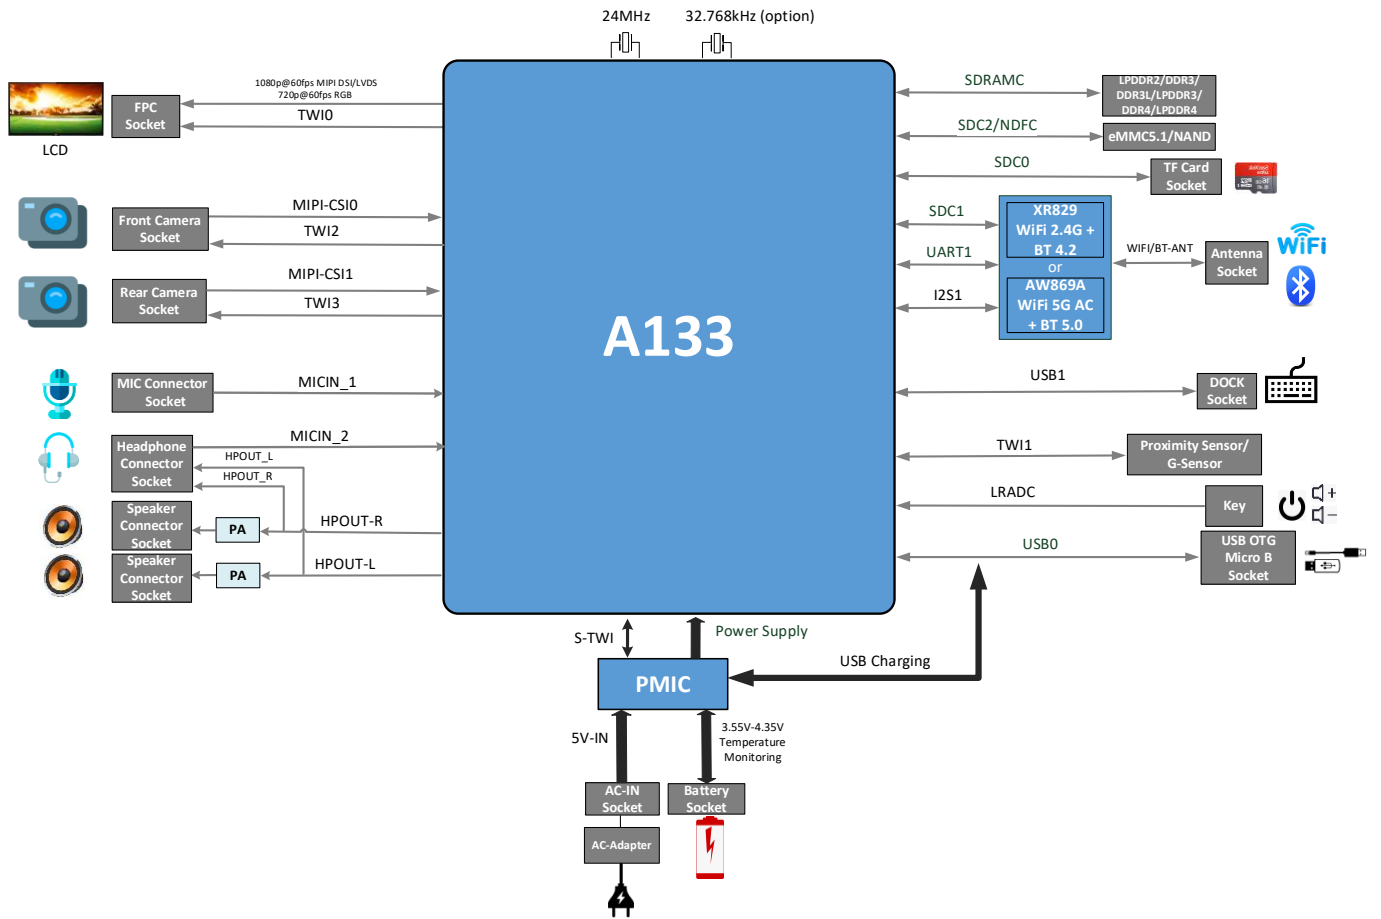 24MHz
32.768kHz (option)
1080p@60fps MIPI DSI/LVDS
720p@60fps RGB
FPC
Socket
TWI0
LCD
MIPI-CSI0
Front Camera
Socket
TWI2
MIPI-CSI1
Rear Camera
Socket
TWI3
MIC Connector
Socket
MICIN_1
Headphone
Connector
Socket
MICIN_2
HPOUT_L
HPOUT_R
Speaker
Connector
Socket
PA
HPOUT-R
Speaker
Connector
Socket
PA
HPOUT-L
A133
SDRAMC
LPDDR2/DDR3/
DDR3L/LPDDR3/
DDR4/LPDDR4
SDC2/NDFC
eMMC5.1/NAND
SDC0
TF Card
Socket
SDC1
UART1
I2S1
XR829
WiFi 2.4G +
BT 4.2
or
AW869A
WiFi 5G AC
+ BT 5.0
WIFI/BT-ANT
Antenna
Socket
WiFi
USB1
DOCK
Socket
TWI1
Proximity Sensor/
G-Sensor
LRADC
Key
USB0
USB OTG
Micro B
Socket
S-TWI
Power Supply
USB Charging
PMIC
5V-IN
3.55V-4.35V
Temperature
Monitoring
AC-IN
Socket
Battery
Socket
AC-Adapter